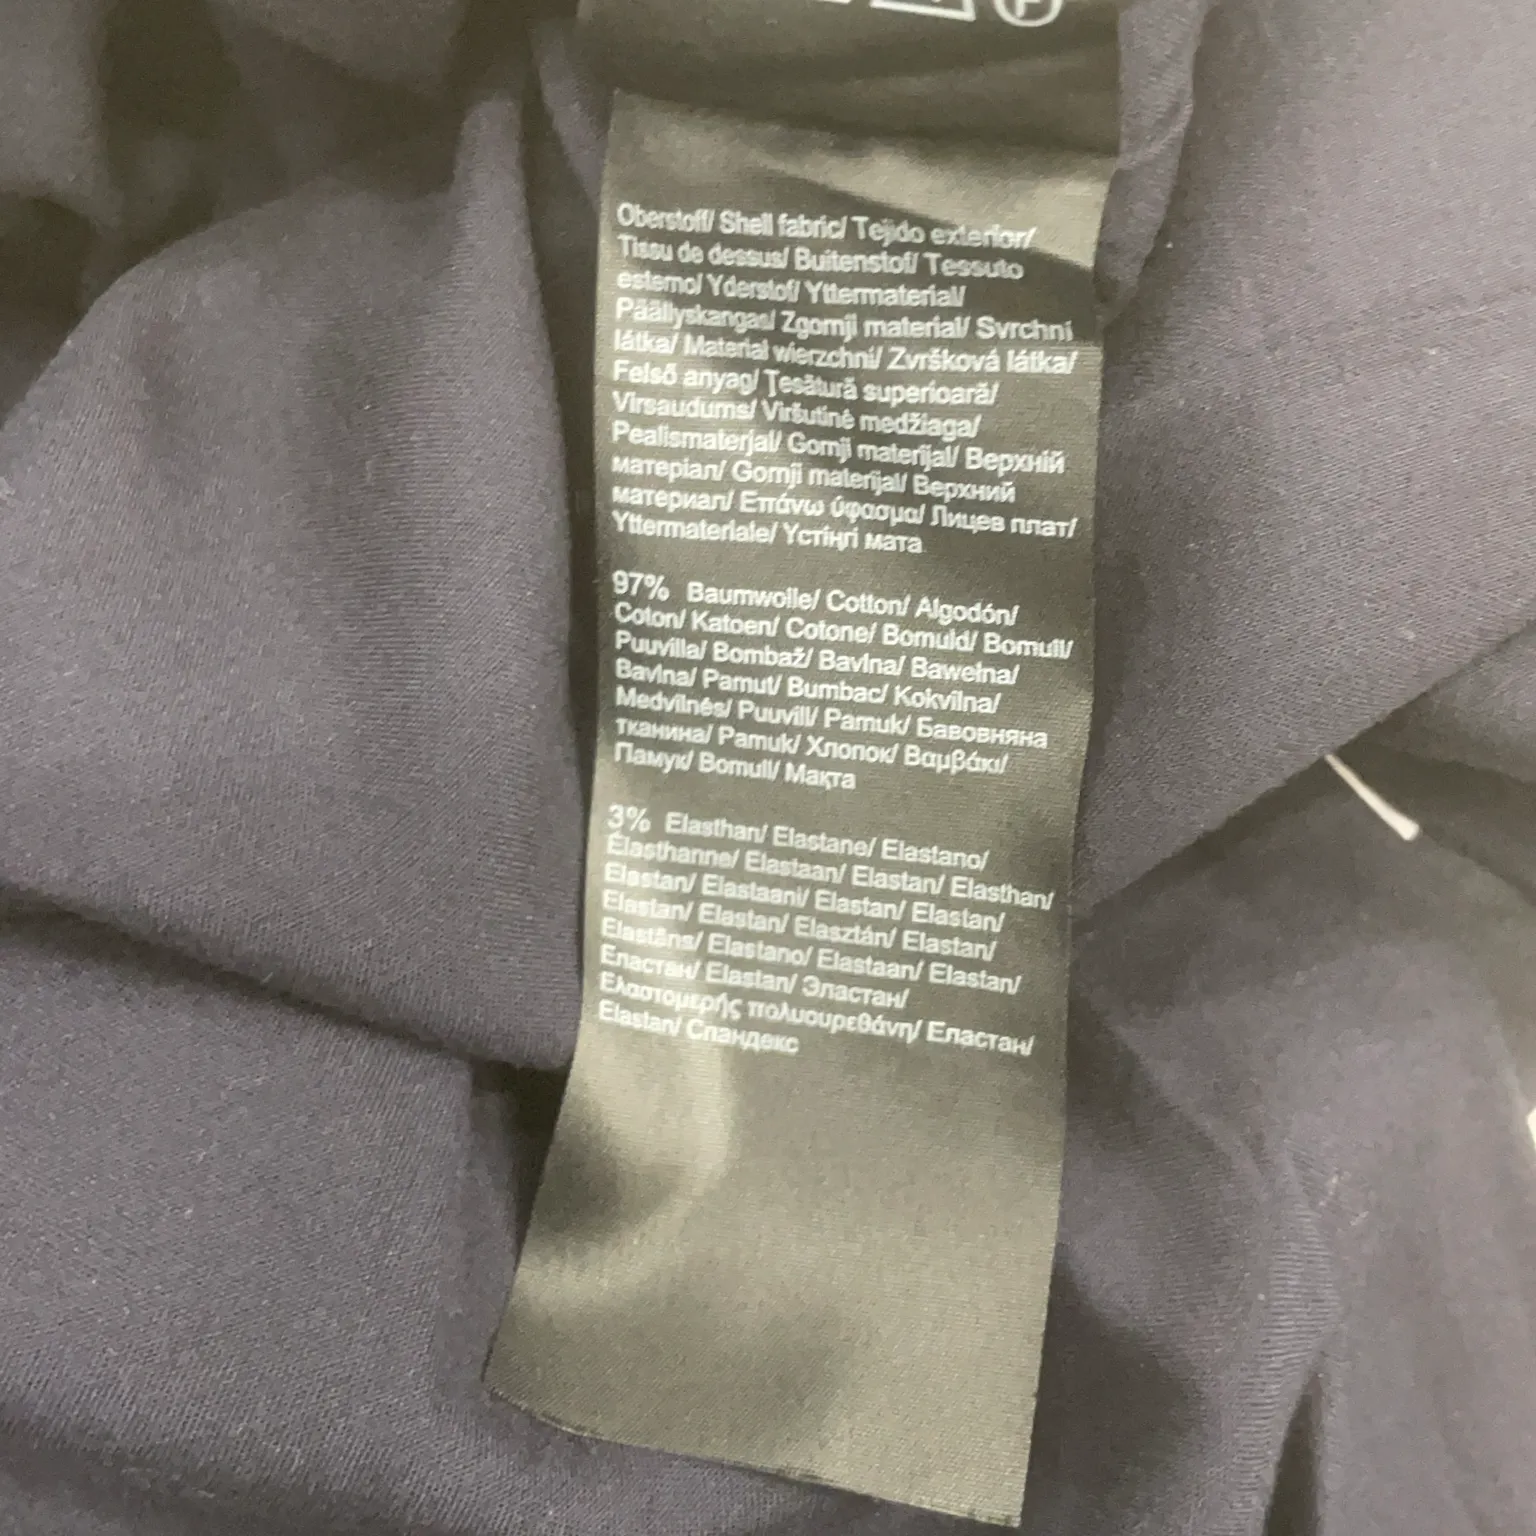 Oberstoff/ Shell fabric/ Tejido exterior/
Tissu de dessus/ Buitenstof/ Tessuto
esterno/ Yderstof/ Yttermaterial/
Päällyskangas/ Zgornji material/ Svrchní
látka/ Materiał wierzchni/ Zvršková látka/
Felső anyag/ Țesătură superioară/
Virsaudums/ Viršutinė medžiaga/
Pealismaterjal/ Gornji materijal/ Верхній
матеріал/ Gornji materijal/ Верхний
материал/ Επάνω ύφασμα/ Лицев плат/
Yttermateriale/ Үстіңгі мата
97% Baumwolle/ Cotton/ Algodón/
Coton/ Katoen/ Cotone/ Bomuld/ Bomull/
Puuvilla/ Bombaž/ Bavlna/ Bawełna/
Bavlna/ Pamut/ Bumbac/ Kokvilna/
Medvilnės/ Puuvill/ Pamuk/ Бавовняна
тканина/ Pamuk/ Хлопок/ Βαμβάκι/
Памук/ Bomull/ Мақта
3% Elasthan/ Elastane/ Elastano/
Élasthanne/ Elastaan/ Elastan/ Elasthan/
Elastan/ Elastaani/ Elastan/ Elastan/
Elastan/ Elastan/ Elasztán/ Elastan/
Elastāns/ Elastano/ Elastaan/ Elastan/
Еластан/ Elastan/ Эластан/
Ελαστομερής πολυουρεθάνη/ Еластан/
Elastan/ Спандекс